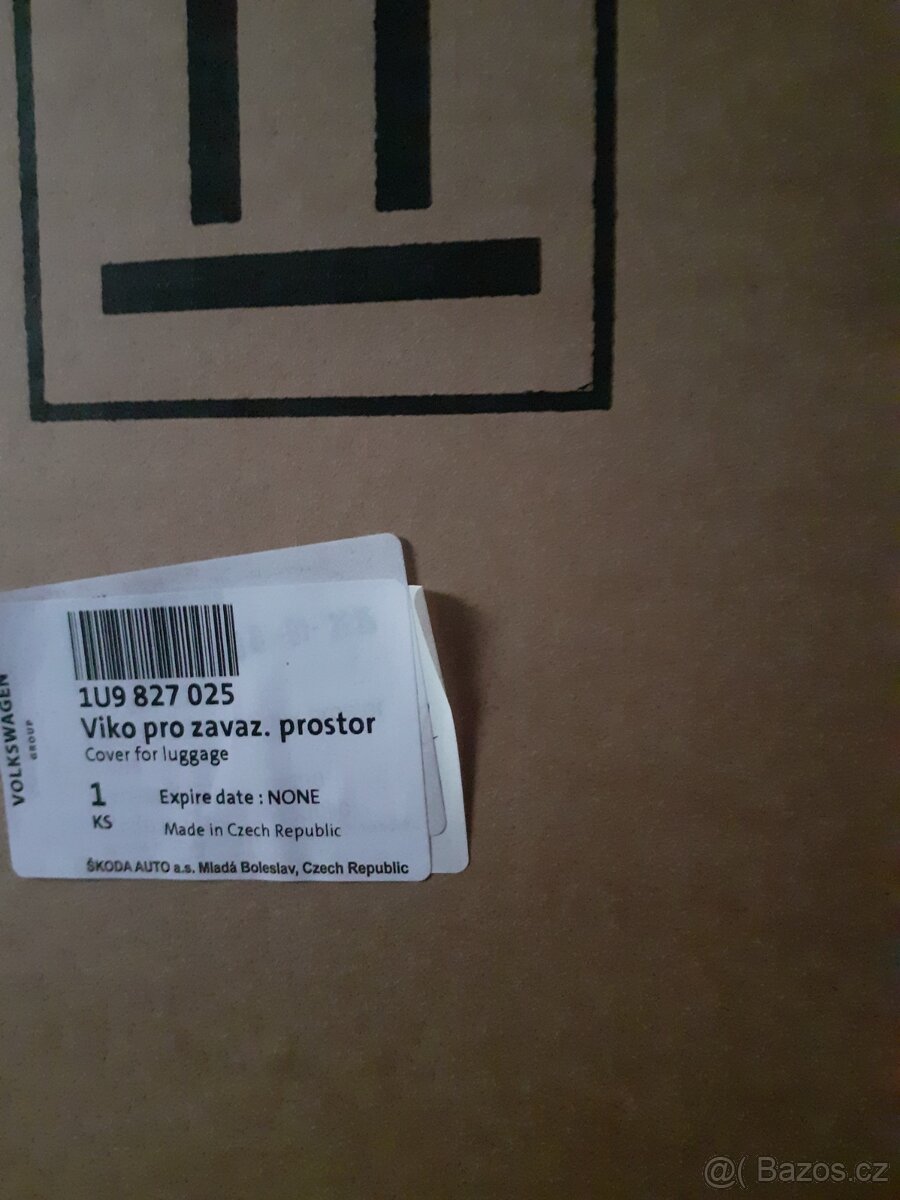 VOLKSWAGEN
GROUP
1U9 827 025
Viko pro zavaz. prostor
Cover for luggage
1
KS
Expire date : NONE
Made in Czech Republic
ŠKODA AUTO a.s. Mladá Boleslav, Czech Republic
@( Bazos.cz